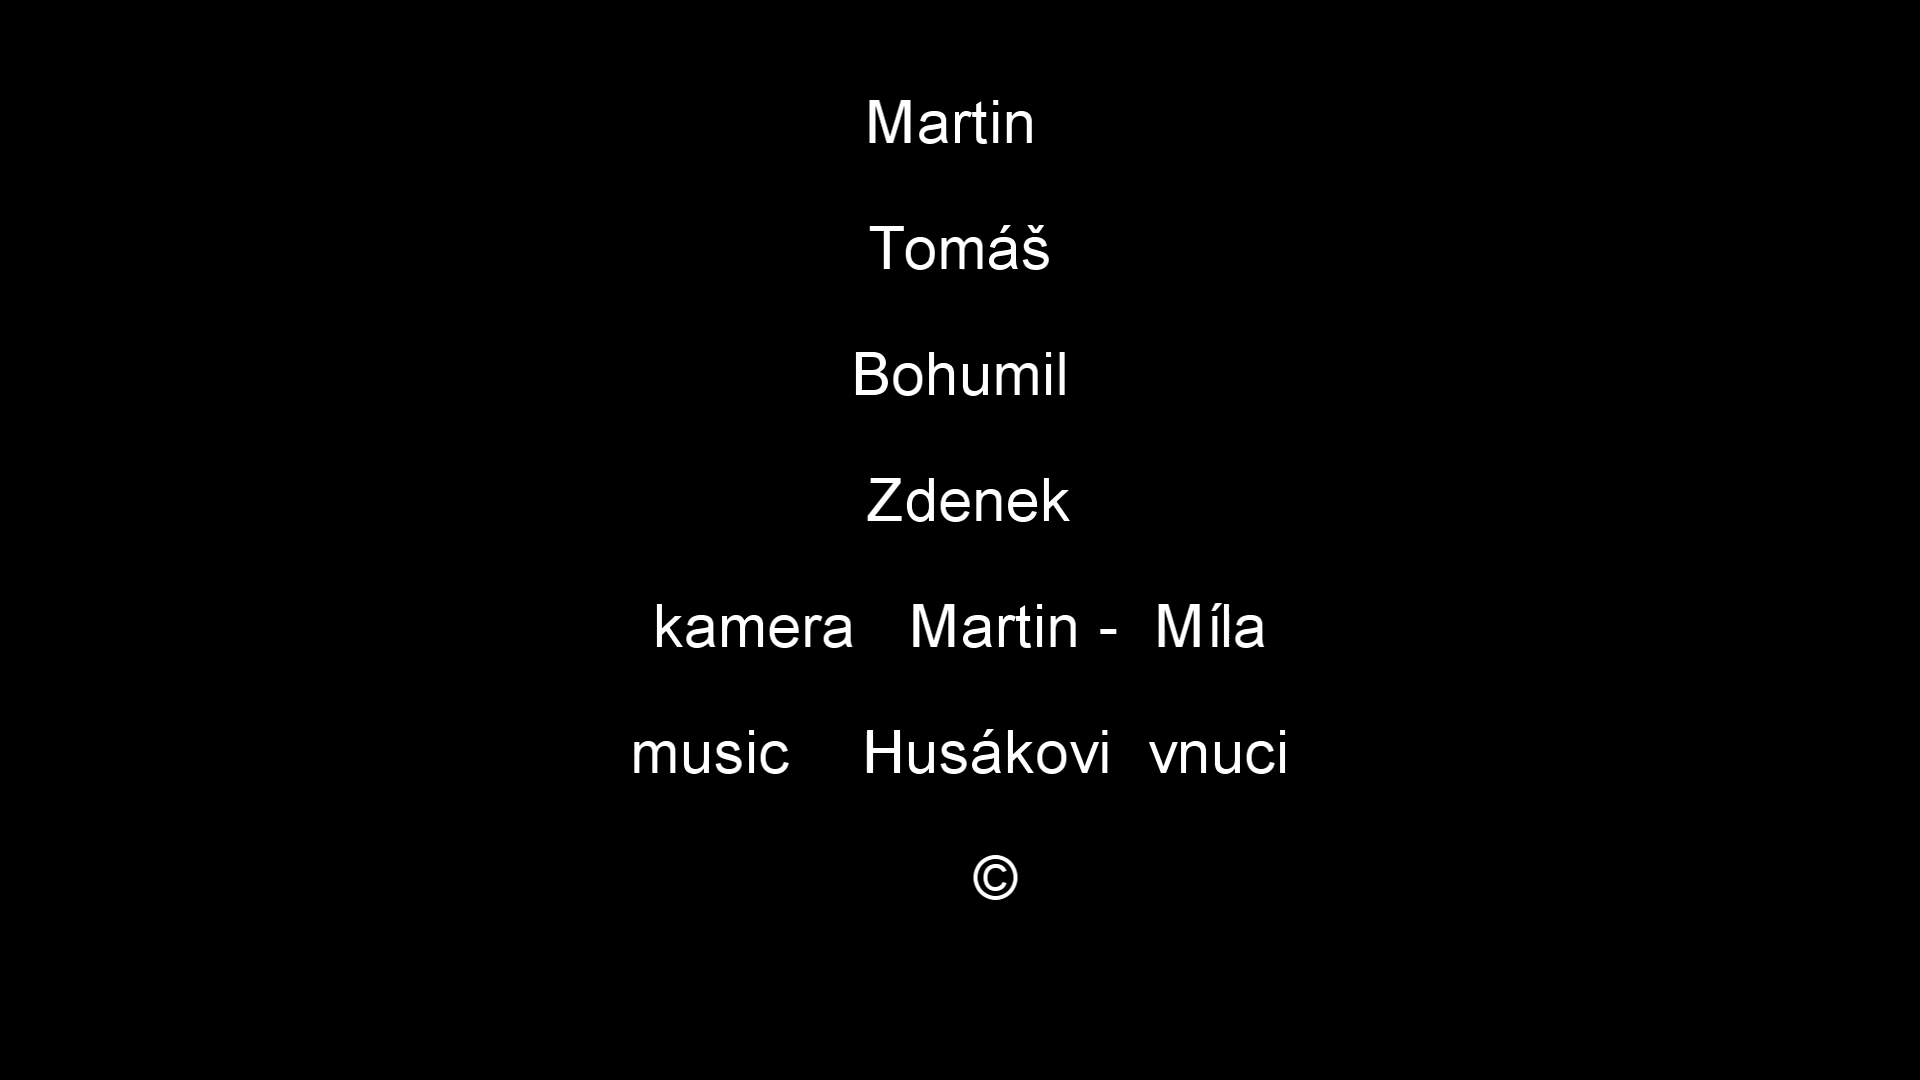 Martin
Tomáš
Bohumil
Zdenek
kamera Martin - Míla
music Husákovi vnuci
©